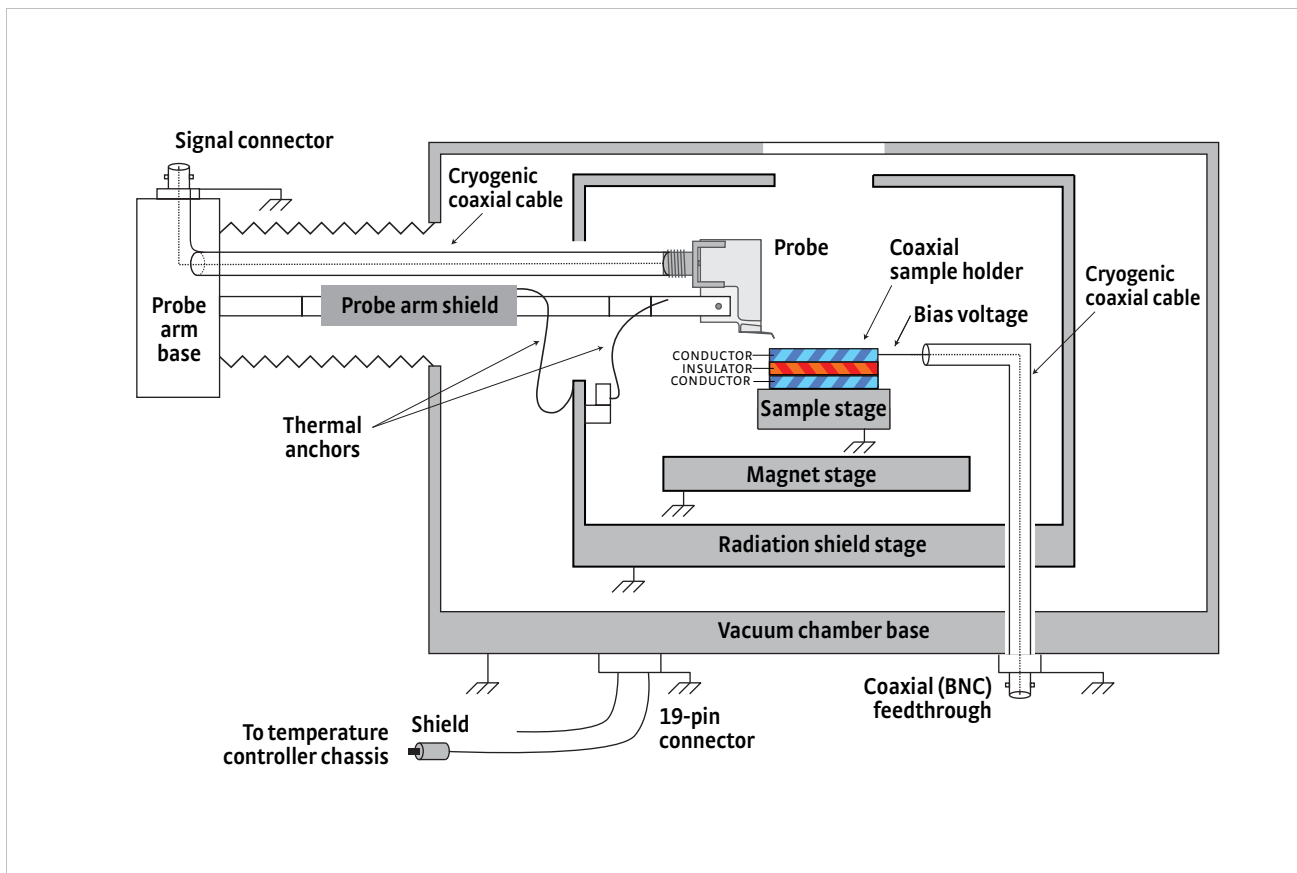 Signal connector
Cryogenic
coaxial cable
Probe
Coaxial
sample holder
Cryogenic
coaxial cable
Probe
arm
base
Probe arm shield
Bias voltage
CONDUCTOR
INSULATOR
CONDUCTOR
Sample stage
Thermal
anchors
Magnet stage
Radiation shield stage
Vacuum chamber base
Coaxial (BNC)
feedthrough
19-pin
connector
Shield
To temperature
controller chassis